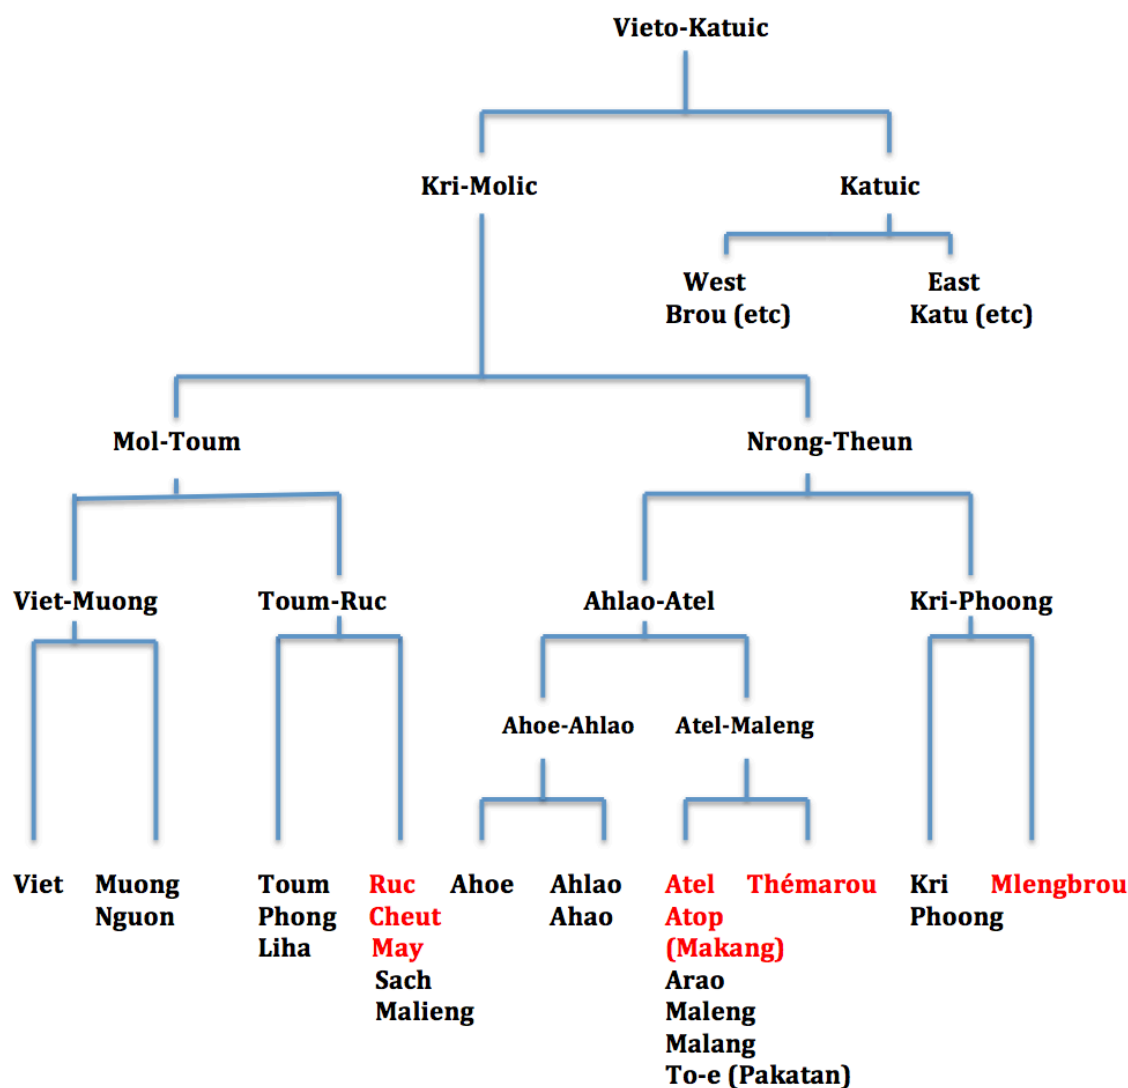 Vieto-Katuic
Kri-Molic
Katuic
West
Brou (etc)
East
Katu (etc)
Mol-Toum
Nrong-Theun
Viet-Muong
Toum-Ruc
Ahlao-Atel
Kri-Phoong
Ahoe-Ahlao
Atel-Maleng
Viet
Muong
Nguon
Toum
Phong
Liha
Ruc
Cheut
May
Sach
Malieng
Ahoe
Ahlao
Ahao
Atel
Atop
(Makang)
Arao
Maleng
Malang
To-e (Pakatan)
Thémarou
Kri
Phoong
Mlengbrou